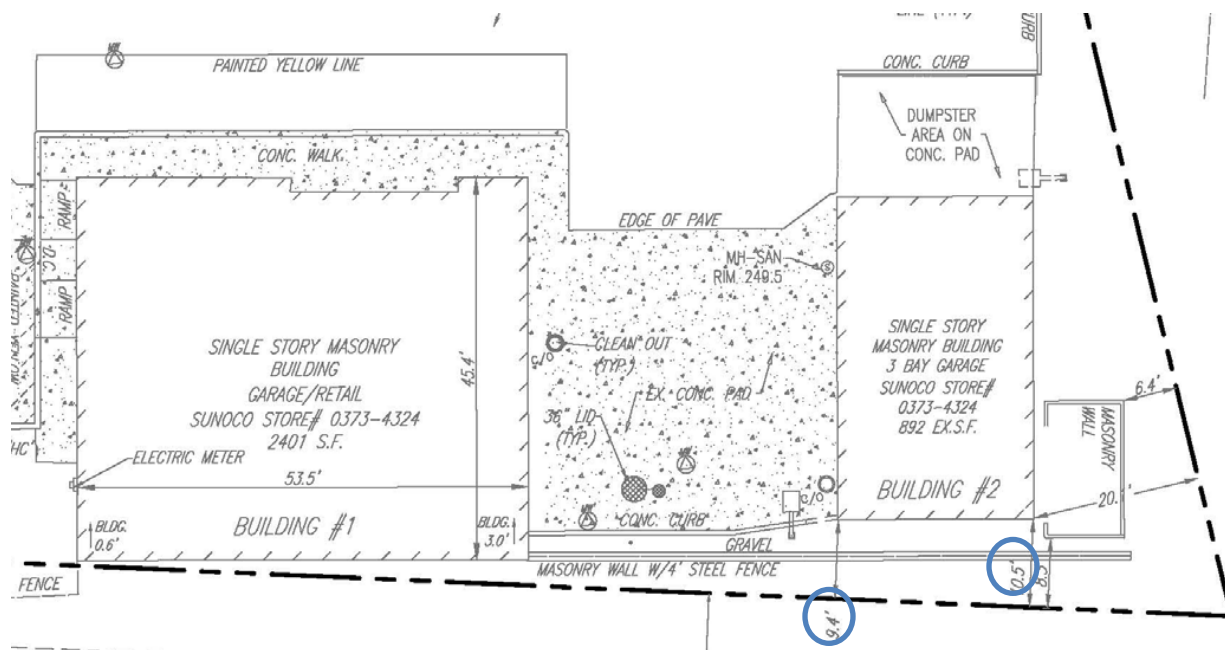 CURB
PAINTED YELLOW LINE
CONC. CURB
DUMPSTER
AREA ON
CONC. PAD
CONC. WALK
RAMP
D.C.
RAMP
EDGE OF PAVE
MH-SAN
RIM 249.5
SINGLE STORY MASONRY
BUILDING
GARAGE/RETAIL
SUNOCO STORE# 0373-4324
2401 S.F.
45.4'
CLEAN OUT
(TYP.)
C/O
EX. CONC. PAD
36" LID
(TYP.)
SINGLE STORY
MASONRY BUILDING
3 BAY GARAGE
SUNOCO STORE#
0373-4324
892 EX.S.F.
6.4'
MASONRY
WALL
ELECTRIC METER
53.5'
BUILDING #2
C/O
BLDG.
0.6'
BUILDING #1
BLDG.
3.0'
CONC. CURB
GRAVEL
MASONRY WALL W/4' STEEL FENCE
FENCE
9.4'
0.5'
8.5'